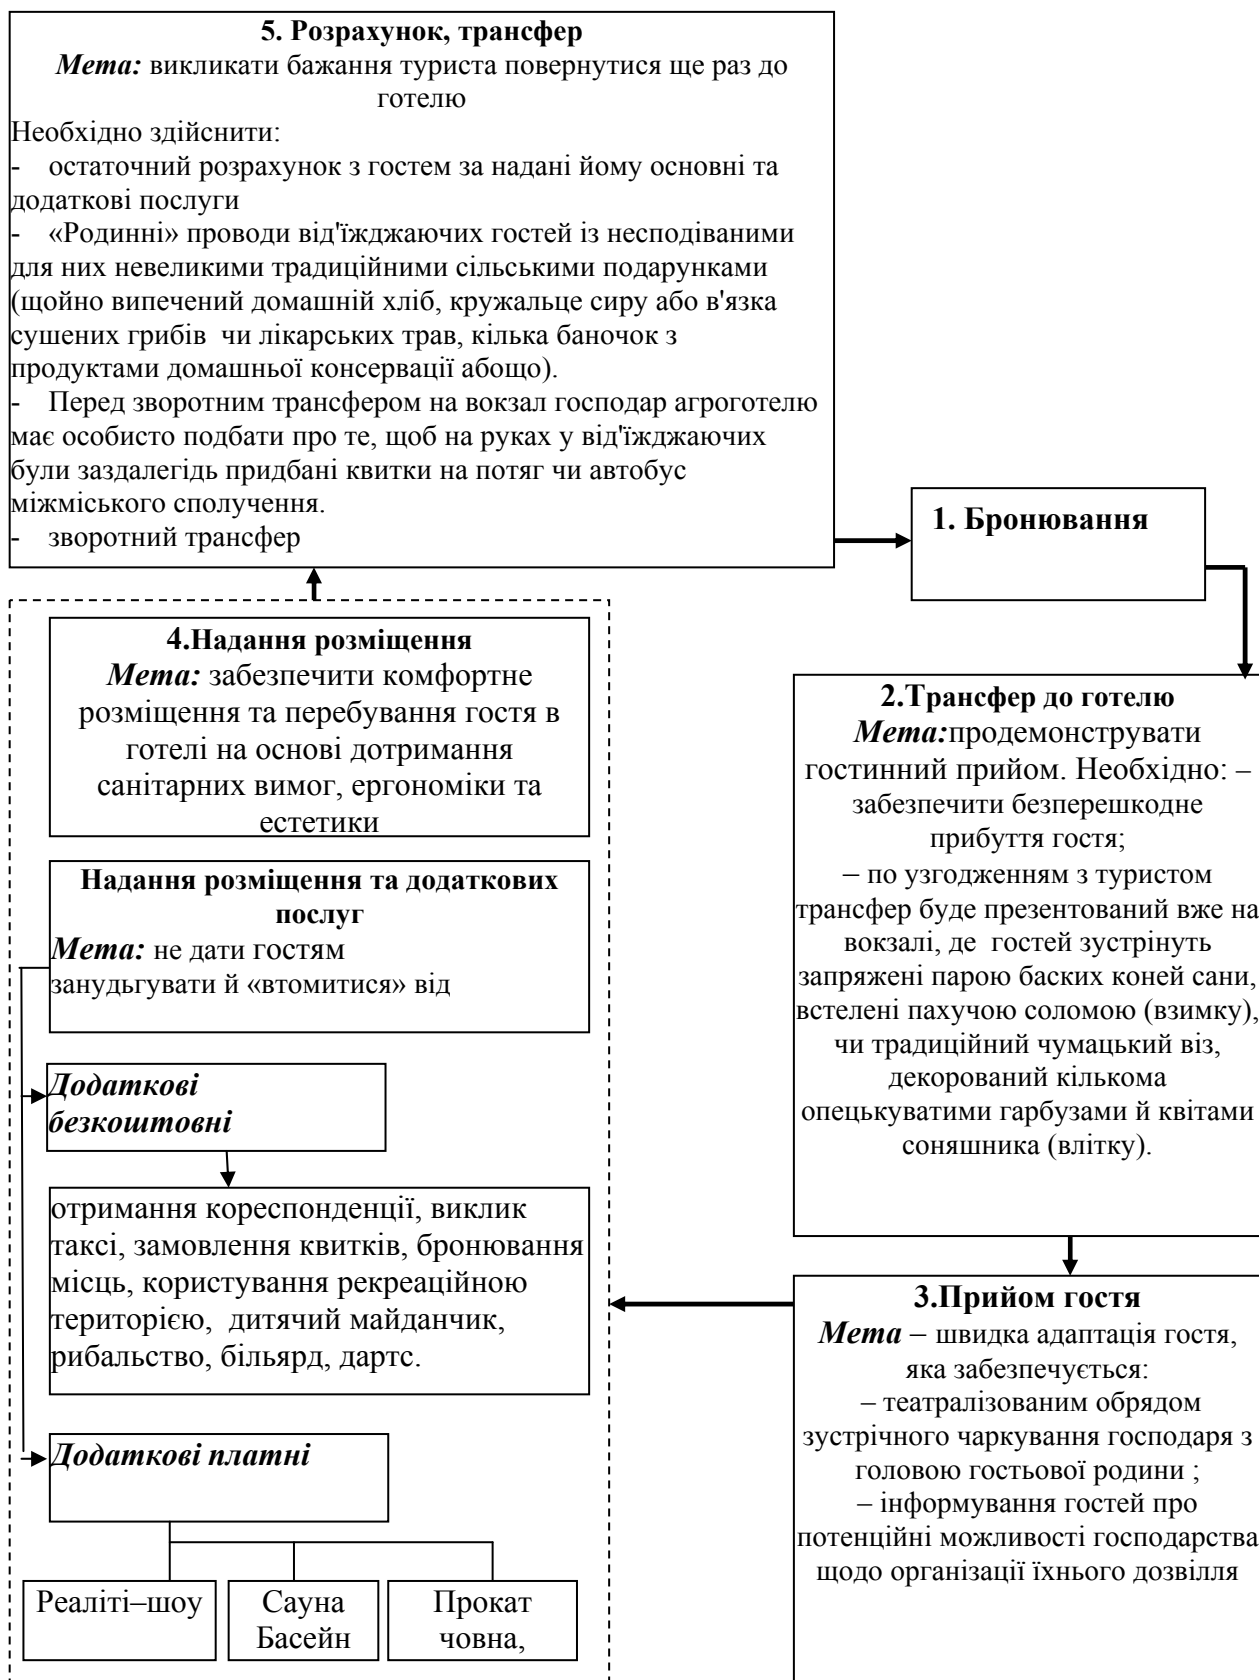 5. Розрахунок, трансфер
Мета: викликати бажання туриста повернутися ще раз до
готелю
Необхідно здійснити:
- остаточний розрахунок з гостем за надані йому основні та
додаткові послуги
- «Родинні» проводи від'їжджаючих гостей із несподіваними
для них невеликими традиційними сільськими подарунками
(щойно випечений домашній хліб, кружальце сиру або в'язка
сушених грибів чи лікарських трав, кілька баночок з
продуктами домашньої консервації абощо).
- Перед зворотним трансфером на вокзал господар агроготелю
має особисто подбати про те, щоб на руках у від'їжджаючих
були заздалегідь придбані квитки на потяг чи автобус
міжміського сполучення.
- зворотний трансфер
1. Бронювання
2.Трансфер до готелю
Мета:продемонструвати
гостинний прийом. Необхідно: –
забезпечити безперешкодне
прибуття гостя;
– по узгодженням з туристом
трансфер буде презентований вже на
вокзалі, де гостей зустрінуть
запряжені парою баских коней сани,
встелені пахучою соломою (взимку),
чи традиційний чумацький віз,
декорований кількома
опецькуватими гарбузами й квітами
соняшника (влітку).
3.Прийом гостя
Мета – швидка адаптація гостя,
яка забезпечується:
– театралізованим обрядом
зустрічного чаркування господаря з
головою гостьової родини ;
– інформування гостей про
потенційні можливості господарства
щодо організації їхнього дозвілля
4.Надання розміщення
Мета: забезпечити комфортне
розміщення та перебування гостя в
готелі на основі дотримання
санітарних вимог, ергономіки та
естетики
Надання розміщення та додаткових
послуг
Мета: не дати гостям
занудьгувати й «втомитися» від
Додаткові
безкоштовні
отримання кореспонденції, виклик
таксі, замовлення квитків, бронювання
місць, користування рекреаційною
територією, дитячий майданчик,
рибальство, більярд, дартс.
Додаткові платні
Реаліті–шоу
Сауна
Басейн
Прокат
човна,